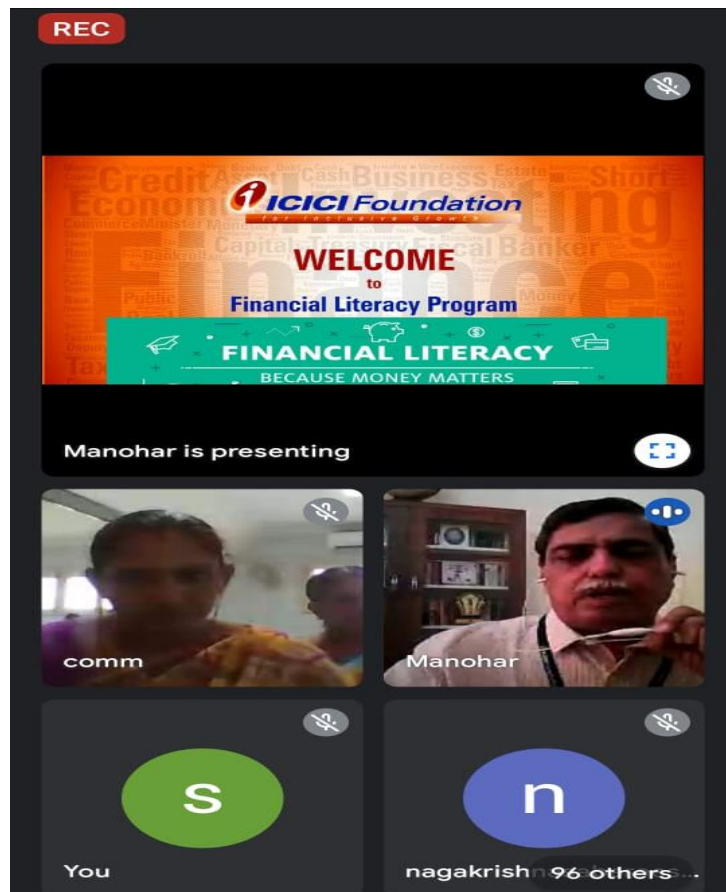 REC
ICICI Foundation
for Inclusive Growth
WELCOME
to
Financial Literacy Program
FINANCIAL LITERACY
BECAUSE MONEY MATTERS
Manohar is presenting
comm
Manohar
s
n
You
nagakrish
96 others